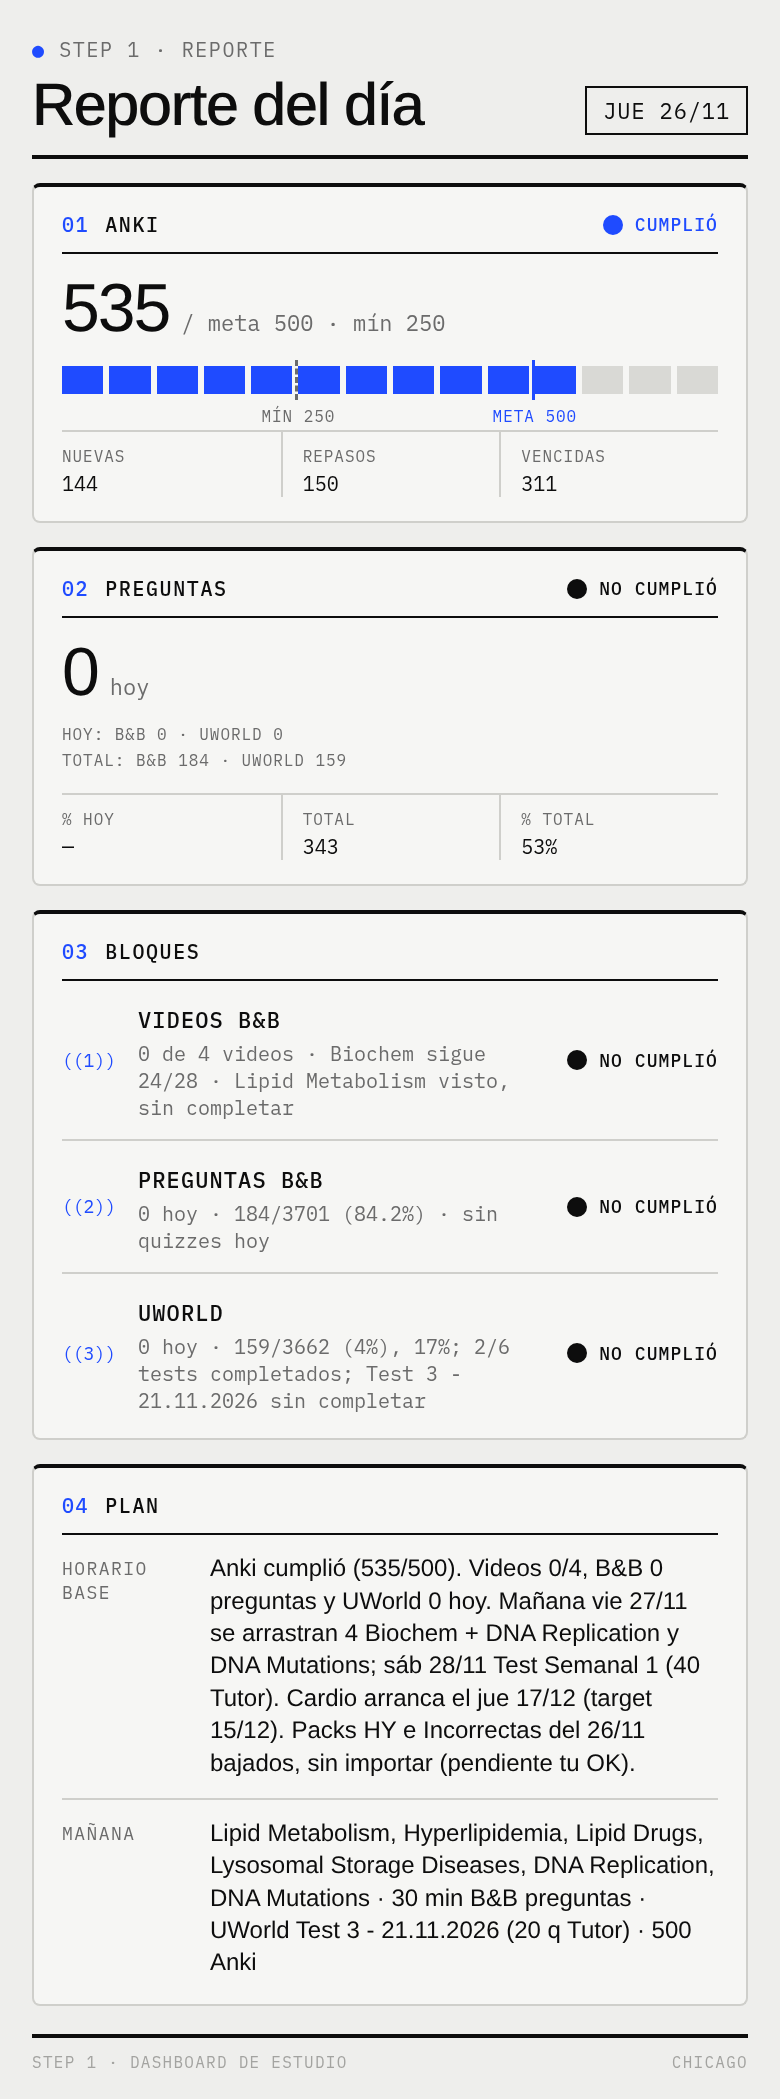 STEP 1 · REPORTE
Reporte del día
JUE 26/11
01 ANKI
CUMPLIÓ
535 / meta 500 · mín 250
MÍN 250
META 500
NUEVAS
REPASOS
VENCIDAS
144
150
311
02 PREGUNTAS
NO CUMPLIÓ
0 hoy
HOY: B&B 0 · UWORLD 0
TOTAL: B&B 184 · UWORLD 159
% HOY
TOTAL
% TOTAL
—
343
53%
03 BLOQUES
((1))
VIDEOS B&B
0 de 4 videos · Biochem sigue
24/28 · Lipid Metabolism visto,
sin completar
NO CUMPLIÓ
((2))
PREGUNTAS B&B
0 hoy · 184/3701 (84.2%) · sin
quizzes hoy
NO CUMPLIÓ
((3))
UWORLD
0 hoy · 159/3662 (4%), 17%; 2/6
tests completados; Test 3 -
21.11.2026 sin completar
NO CUMPLIÓ
04 PLAN
HORARIO
BASE
Anki cumplió (535/500). Videos 0/4, B&B 0
preguntas y UWorld 0 hoy. Mañana vie 27/11
se arrastran 4 Biochem + DNA Replication y
DNA Mutations; sáb 28/11 Test Semanal 1 (40
Tutor). Cardio arranca el jue 17/12 (target
15/12). Packs HY e Incorrectas del 26/11
bajados, sin importar (pendiente tu OK).
MAÑANA
Lipid Metabolism, Hyperlipidemia, Lipid Drugs,
Lysosomal Storage Diseases, DNA Replication,
DNA Mutations · 30 min B&B preguntas ·
UWorld Test 3 - 21.11.2026 (20 q Tutor) · 500
Anki
STEP 1 · DASHBOARD DE ESTUDIO
CHICAGO